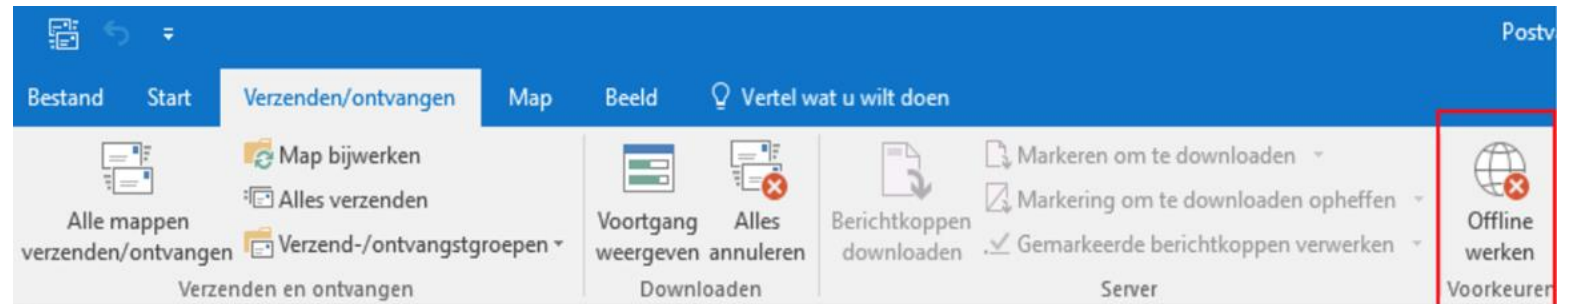 Postv
Bestand Start Verzenden/ontvangen Map Beeld Vertel wat u wilt doen
Alle mappen
verzenden/ontvangen
Map bijwerken
Alles verzenden
Verzend-/ontvangstgroepen
Verzenden en ontvangen
Voortgang
weergeven
Alles
annuleren
Downloaden
Berichtkoppen
downloaden
Markeren om te downloaden
Markering om te downloaden opheffen
Gemarkeerde berichtkoppen verwerken
Server
Offline
werken
Voorkeuren